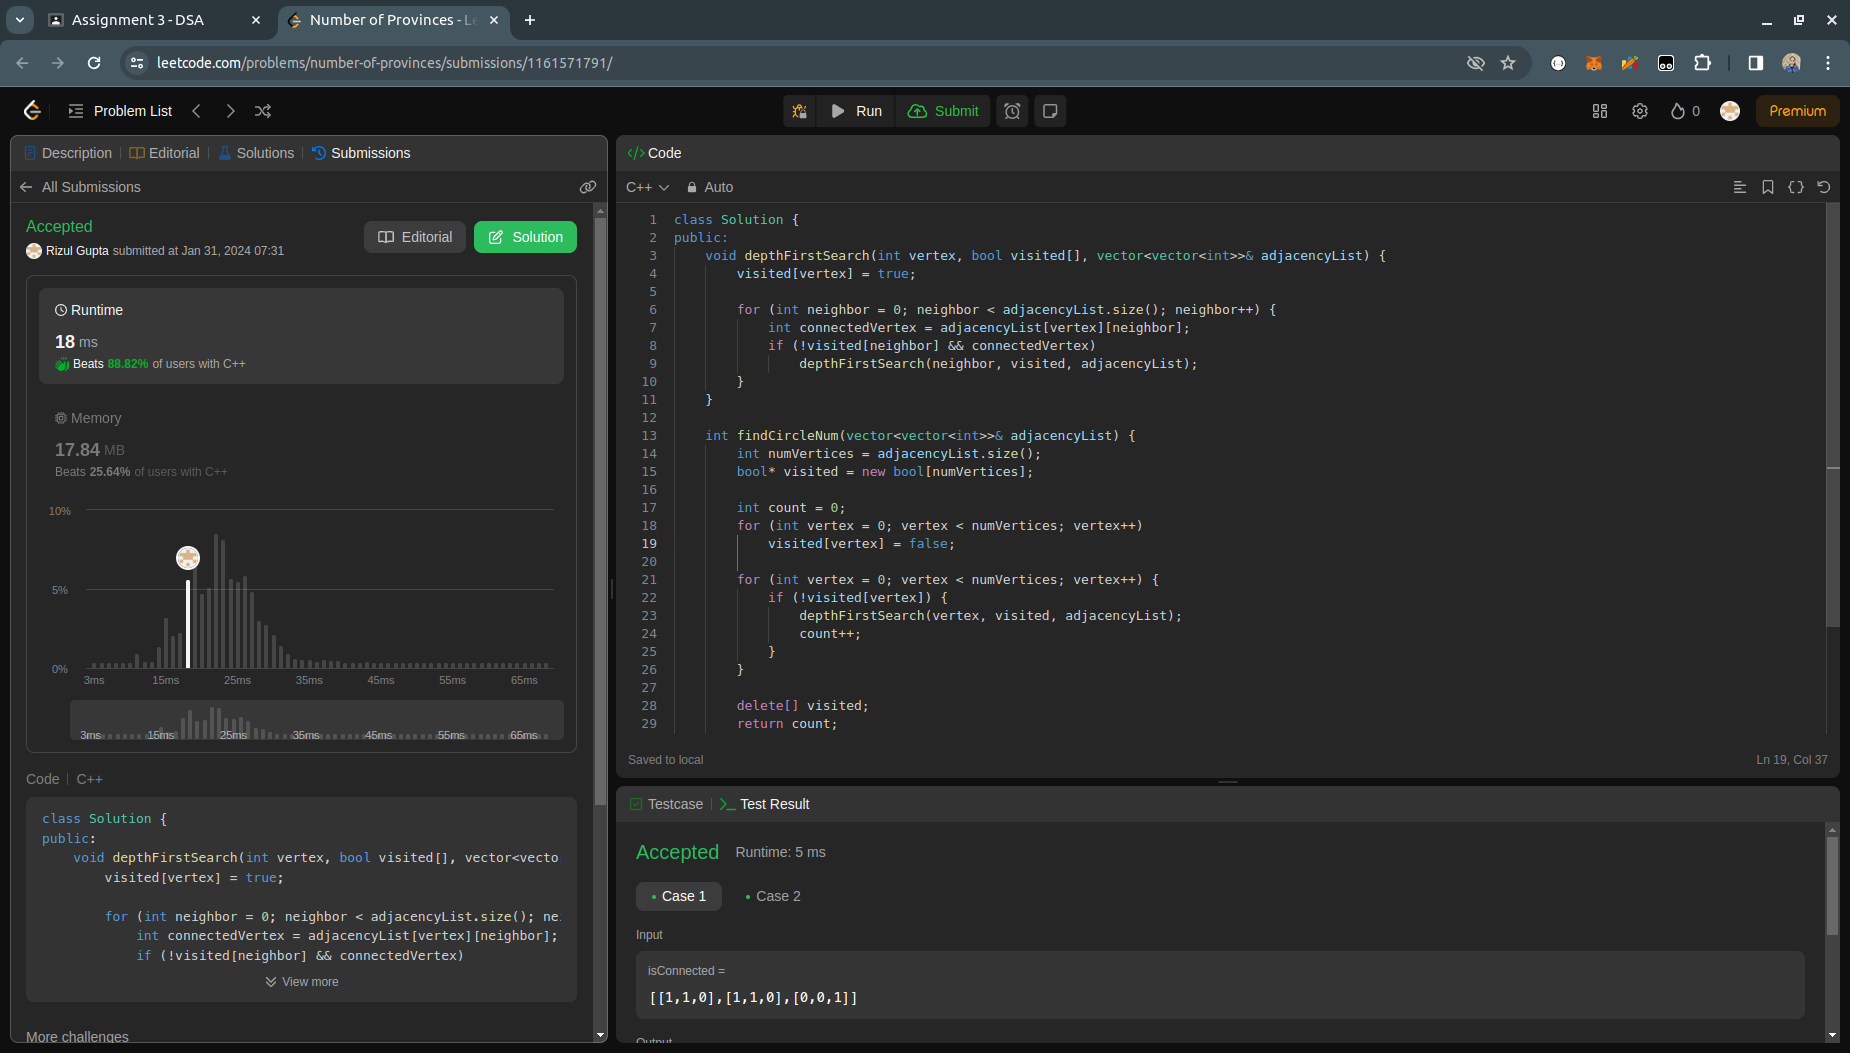 Assignment 3 - DSA
Number of Provinces - Le
leetcode.com/problems/number-of-provinces/submissions/1161571791/
Problem List
Run
Submit
0
Premium
Description
Editorial
Solutions
Submissions
All Submissions
Accepted
Rizul Gupta submitted at Jan 31, 2024 07:31
Editorial
Solution
Runtime
18 ms
Beats 88.82% of users with C++
Memory
17.84 MB
Beats 25.64% of users with C++
10%
5%
0%
3ms 15ms 25ms 35ms 45ms 55ms 65ms
3ms 15ms 25ms 35ms 45ms 55ms 65ms
Code | C++
class Solution {
public:
void depthFirstSearch(int vertex, bool visited[], vector<vecto
visited[vertex] = true;
for (int neighbor = 0; neighbor < adjacencyList.size(); nei
int connectedVertex = adjacencyList[vertex][neighbor];
if (!visited[neighbor] && connectedVertex)
View more
More challenges
</> Code
C++
Auto
1 class Solution {
2 public:
3 void depthFirstSearch(int vertex, bool visited[], vector<vector<int>>& adjacencyList) {
4 visited[vertex] = true;
5
6 for (int neighbor = 0; neighbor < adjacencyList.size(); neighbor++) {
7 int connectedVertex = adjacencyList[vertex][neighbor];
8 if (!visited[neighbor] && connectedVertex)
9 depthFirstSearch(neighbor, visited, adjacencyList);
10 }
11 }
12
13 int findCircleNum(vector<vector<int>>& adjacencyList) {
14 int numVertices = adjacencyList.size();
15 bool* visited = new bool[numVertices];
16
17 int count = 0;
18 for (int vertex = 0; vertex < numVertices; vertex++)
19 visited[vertex] = false;
20
21 for (int vertex = 0; vertex < numVertices; vertex++) {
22 if (!visited[vertex]) {
23 depthFirstSearch(vertex, visited, adjacencyList);
24 count++;
25 }
26 }
27
28 delete[] visited;
29 return count;
Saved to local
Ln 19, Col 37
Testcase
Test Result
Accepted
Runtime: 5 ms
Case 1
Case 2
Input
isConnected =
[[1,1,0],[1,1,0],[0,0,1]]
Output